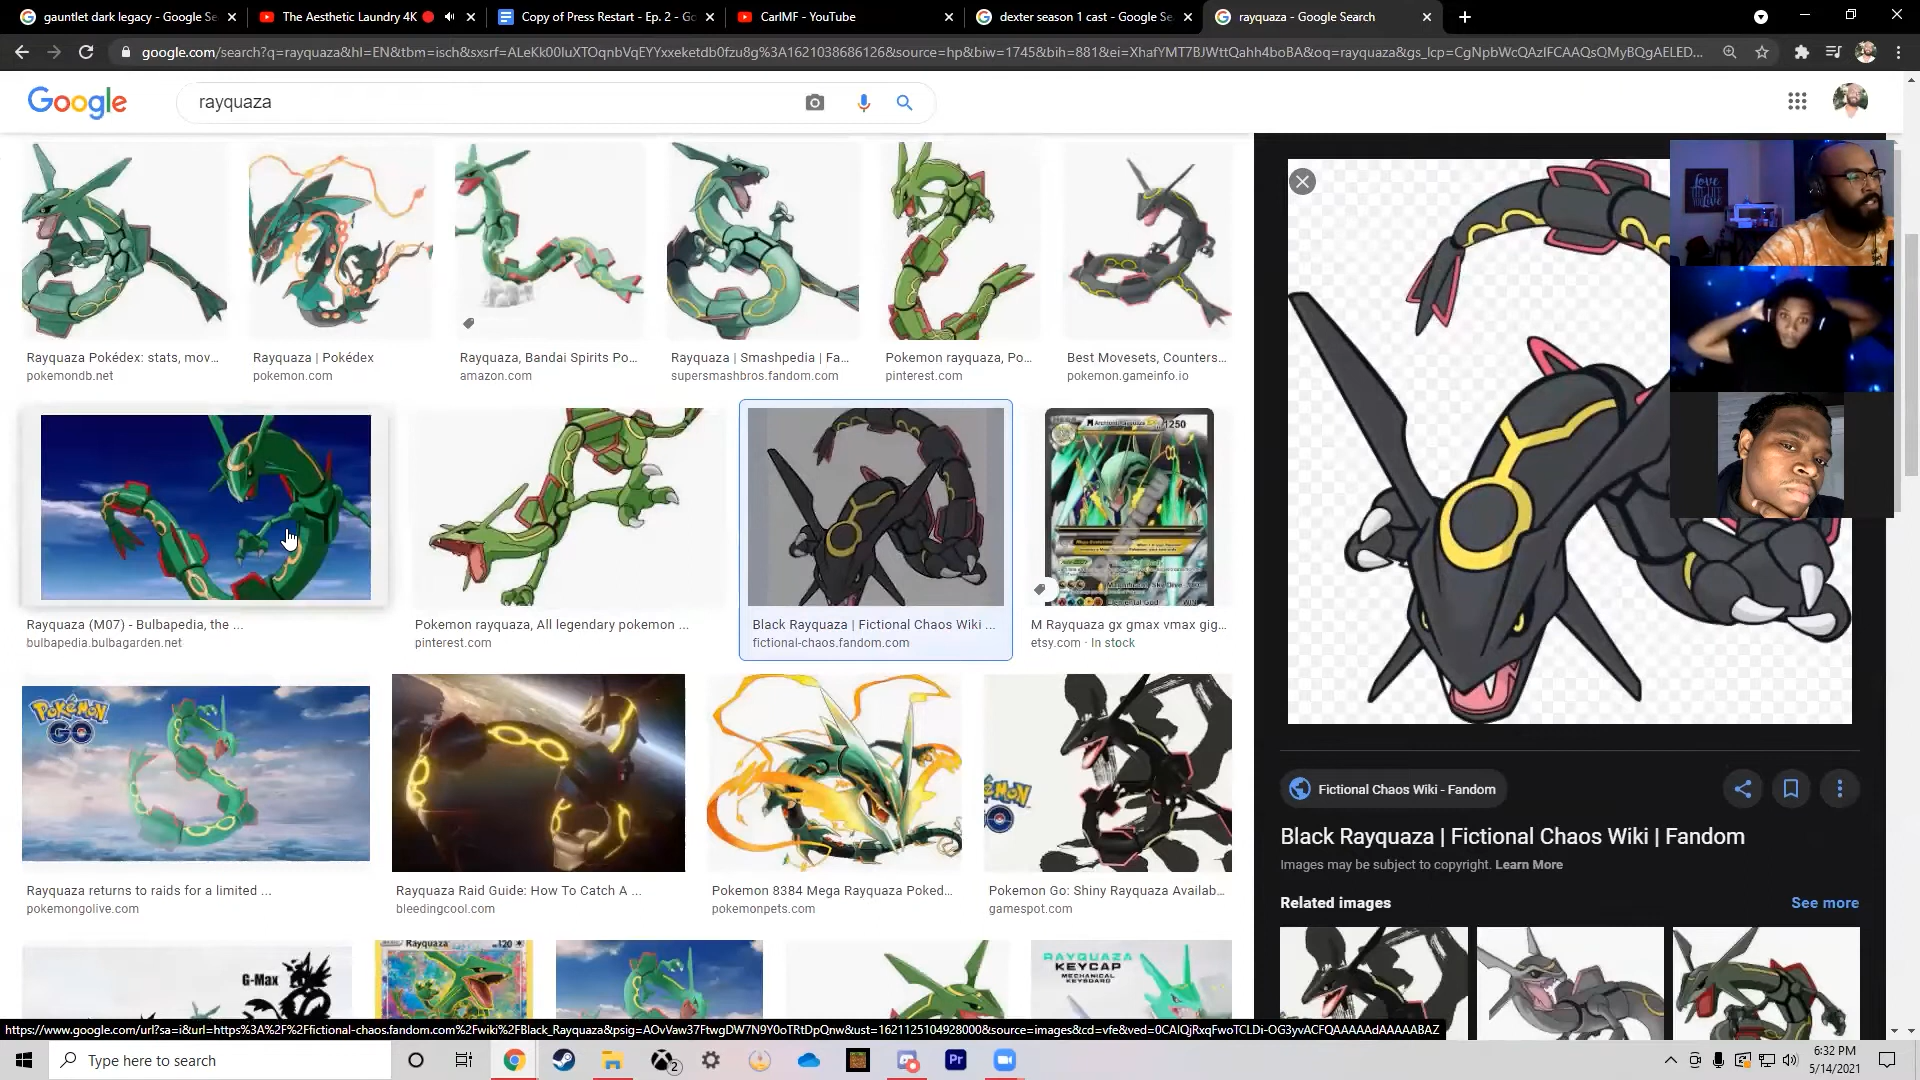 gauntlet dark legacy - Google Se
The Aesthetic Laundry 4K
Copy of Press Restart - Ep. 2 - Go
CarlMF - YouTube
dexter season 1 cast - Google Se
rayquaza - Google Search
google.com/search?q=rayquaza&hl=EN&tbm=isch&sxsrf=ALeKk00IuXTOqnbVqEYYxxeketdb0fzu8g%3A1621038686126&source=hp&biw=1745&bih=881&ei=XhafYMT7BJWttQahh4boBA&oq=rayquaza&gs_lcp=CgNpbWcQAzIFCAAQsQMyBQgAELED...
Google
rayquaza
Rayquaza Pokédex: stats, mov...
pokemondb.net
Rayquaza | Pokédex
pokemon.com
Rayquaza, Bandai Spirits Po...
amazon.com
Rayquaza | Smashpedia | Fa...
supersmashbros.fandom.com
Pokemon rayquaza, Po...
pinterest.com
Best Movesets, Counters...
pokemon.gameinfo.io
1250
Rayquaza (M07) - Bulbapedia, the ...
bulbapedia.bulbagarden.net
Pokemon rayquaza, All legendary pokemon ...
pinterest.com
Black Rayquaza | Fictional Chaos Wiki ...
fictional-chaos.fandom.com
M Rayquaza gx gmax vmax gig...
etsy.com · In stock
POKÉMON
GO
Rayquaza returns to raids for a limited ...
pokemongolive.com
Rayquaza Raid Guide: How To Catch A ...
bleedingcool.com
Pokemon 8384 Mega Rayquaza Poked...
pokemonpets.com
Pokemon Go: Shiny Rayquaza Availab...
gamespot.com
G-Max
Rayquaza
120
RAYQUAZA
KEYCAP
MECHANICAL
KEYBOARD
Fictional Chaos Wiki - Fandom
Black Rayquaza | Fictional Chaos Wiki | Fandom
Images may be subject to copyright. Learn More
Related images
See more
https://www.google.com/url?sa=i&url=https%3A%2F%2Ffictional-chaos.fandom.com%2Fwiki%2FBlack_Rayquaza&psig=AOvVaw37FtwgDW7N9Y0oTRtDpQnw&ust=1621125104928000&source=images&cd=vfe&ved=0CAIQjRxqFwoTCLDi-OG3yvACFQAAAAAdAAAAABAZ
Type here to search
2
Pr
6:32 PM
5/14/2021